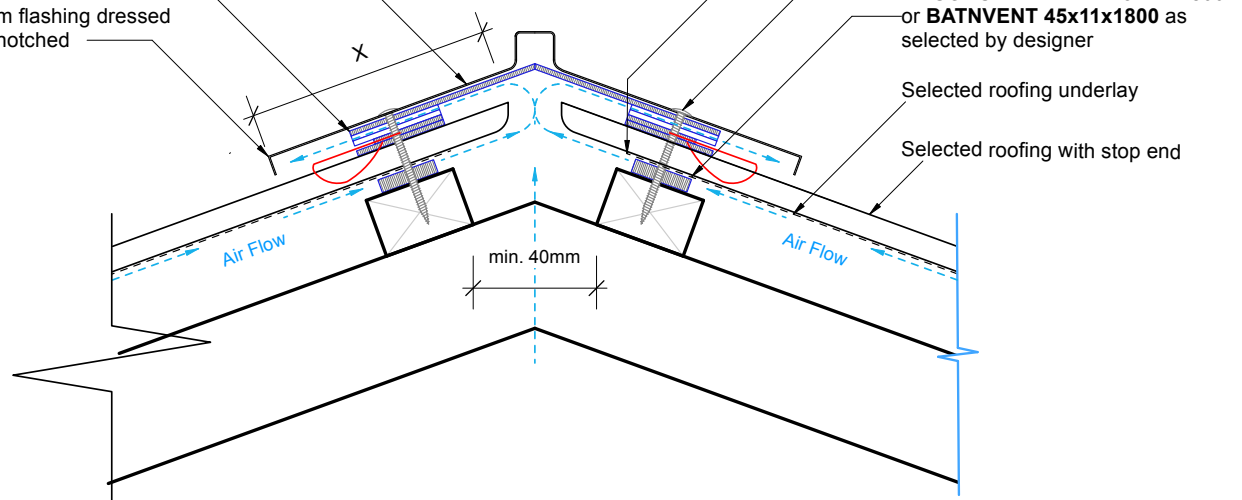 flashing dressed
notched
or BATNVENT 45x11x1800 as
selected by designer
Selected roofing underlay
Selected roofing with stop end
X
Air Flow
Air Flow
min. 40mm